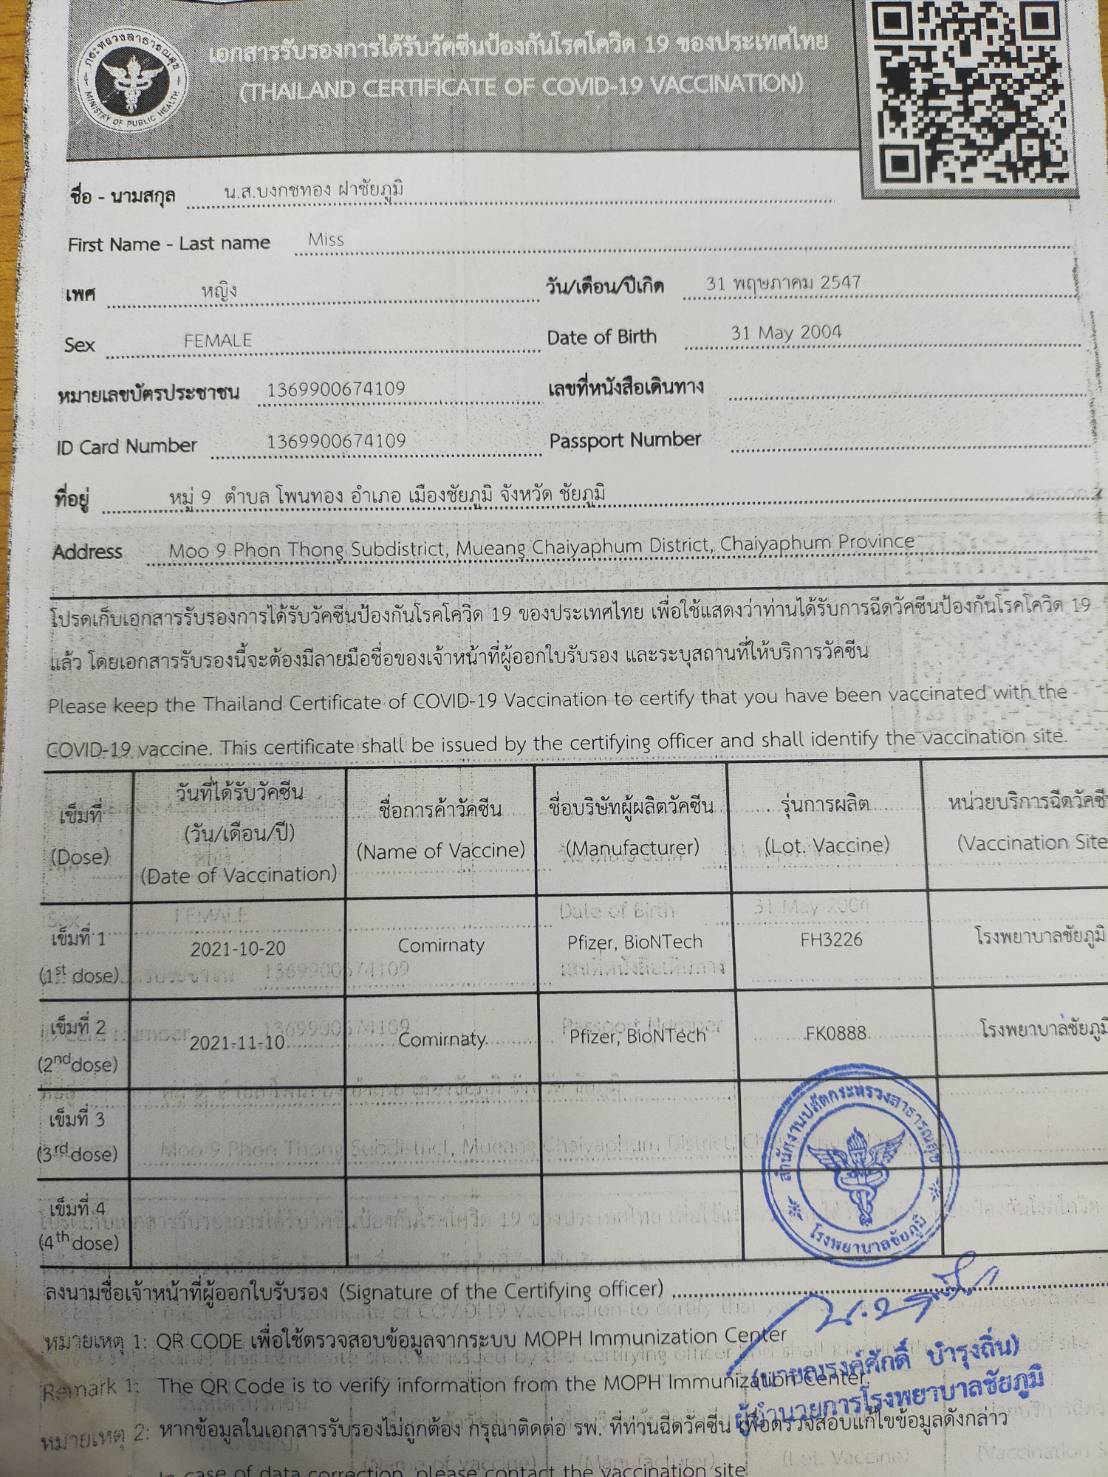 กระทรวงสาธารณสุข
MINISTRY OF PUBLIC HEALTH
เอกสารรับรองการได้รับวัคซีนป้องกันโรคโควิด 19 ของประเทศไทย
(THAILAND CERTIFICATE OF COVID-19 VACCINATION)
ชื่อ - นามสกุล น.ส.บงกชทอง ฝาชัยภูมิ
First Name - Last name Miss
เพศ หญิง วัน/เดือน/ปีเกิด 31 พฤษภาคม 2547
Sex FEMALE Date of Birth 31 May 2004
หมายเลขบัตรประชาชน 1369900674109 เลขที่หนังสือเดินทาง
ID Card Number 1369900674109 Passport Number
ที่อยู่ หมู่ 9 ตำบล โพนทอง อำเภอ เมืองชัยภูมิ จังหวัด ชัยภูมิ
Address Moo 9 Phon Thong Subdistrict, Mueang Chaiyaphum District, Chaiyaphum Province
โปรดเก็บเอกสารรับรองการได้รับวัคซีนป้องกันโรคโควิด 19 ของประเทศไทย เพื่อใช้แสดงว่าท่านได้รับการฉีดวัคซีนป้องกันโรคโควิด 19
แล้ว โดยเอกสารรับรองนี้จะต้องมีลายมือชื่อของเจ้าหน้าที่ผู้ออกใบรับรอง และระบุสถานที่ให้บริการวัคซีน
Please keep the Thailand Certificate of COVID-19 Vaccination to certify that you have been vaccinated with the
COVID-19 vaccine. This certificate shall be issued by the certifying officer and shall identify the vaccination site.
เข็มที่ วันที่ได้รับวัคซีน ชื่อการค้าวัคซีน ชื่อบริษัทผู้ผลิตวัคซีน รุ่นการผลิต หน่วยบริการฉีดวัคซี
(Dose) (วัน/เดือน/ปี) (Name of Vaccine) (Manufacturer) (Lot. Vaccine) (Vaccination Site
(Date of Vaccination)
เข็มที่ 1 2021-10-20 Comirnaty Pfizer, BioNTech FH3226 โรงพยาบาลชัยภูมิ
(1st dose)
เข็มที่ 2 2021-11-10 Comirnaty Pfizer, BioNTech FK0888 โรงพยาบาลชัยภูมิ
(2nd dose)
เข็มที่ 3
(3rd dose)
เข็มที่ 4
(4th dose)
สำนักงานปลัดกระทรวงสาธารณสุข
โรงพยาบาลชัยภูมิ
ลงนามชื่อเจ้าหน้าที่ผู้ออกใบรับรอง (Signature of the Certifying officer)
หมายเหตุ 1: QR CODE เพื่อใช้ตรวจสอบข้อมูลจากระบบ MOPH Immunization Center
(นายณรงค์ศักดิ์ บำรุงถิ่น)
Remark 1: The QR Code is to verify information from the MOPH Immunization Center.
ผู้อำนวยการโรงพยาบาลชัยภูมิ
หมายเหตุ 2: หากข้อมูลในเอกสารรับรองไม่ถูกต้อง กรุณาติดต่อ รพ. ที่ท่านฉีดวัคซีน เพื่อตรวจสอบแก้ไขข้อมูลดังกล่าว
In case of data correction, please contact the vaccination site